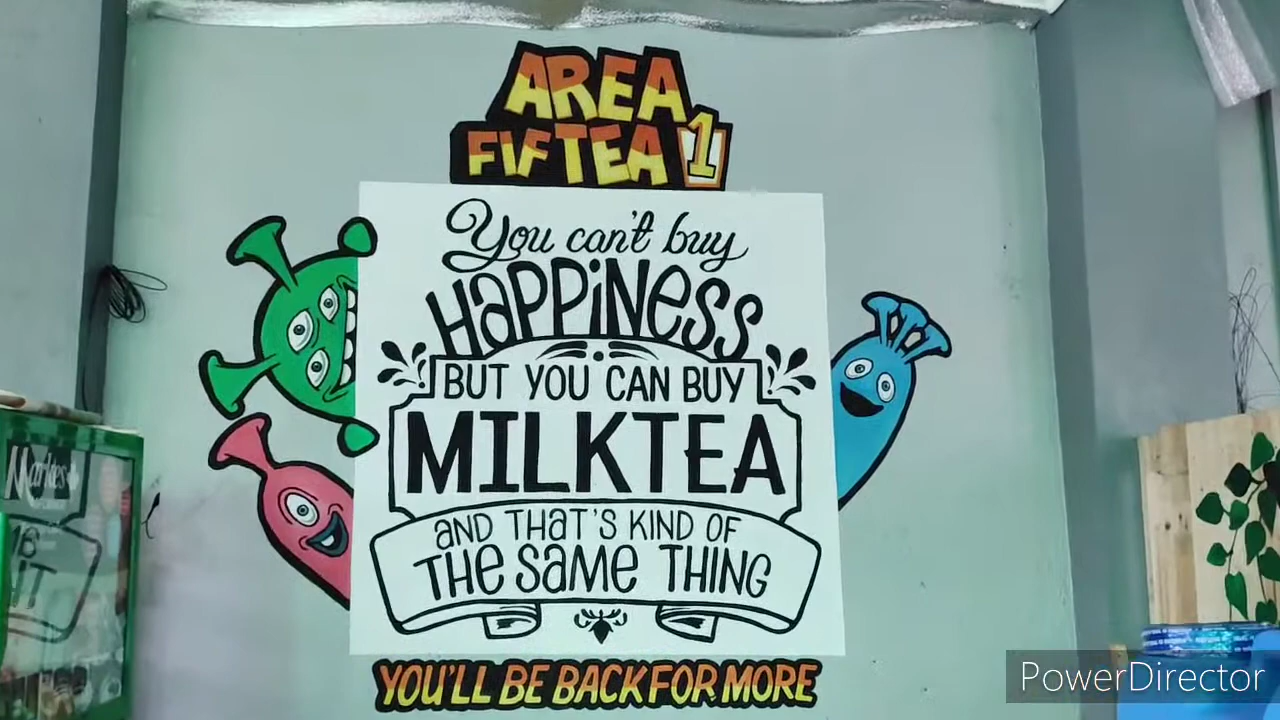 AREA
FIFTEA 1
You can't buy
HAPPiNeSS
BUT YOU CAN BUY
MILKTEA
AND THAT'S KIND OF
THe SaMe THING
YOU'LL BE BACK FOR MORE
Markies
PowerDirector